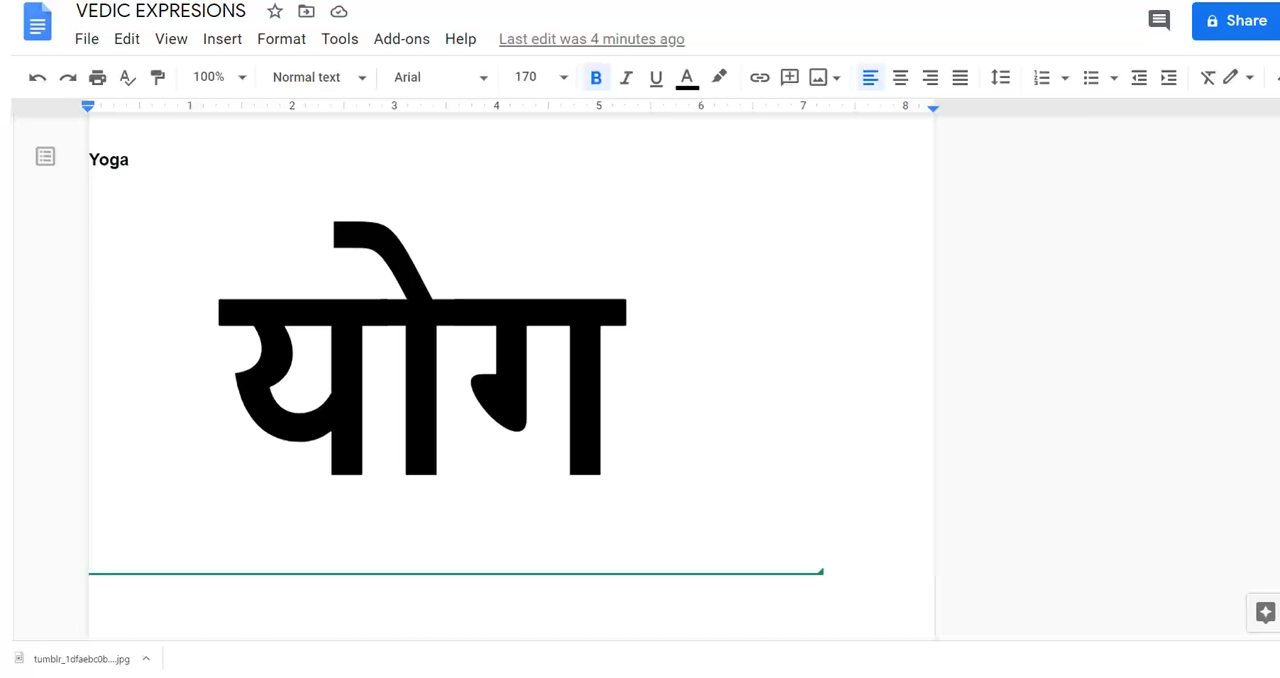 VEDIC EXPRESIONS
File Edit View Insert Format Tools Add-ons Help Last edit was 4 minutes ago
Share
100% Normal text Arial 170 B I U A
1 2 3 4 5 6 7 8
Yoga
योग
tumblr_1dfaebc0b....jpg